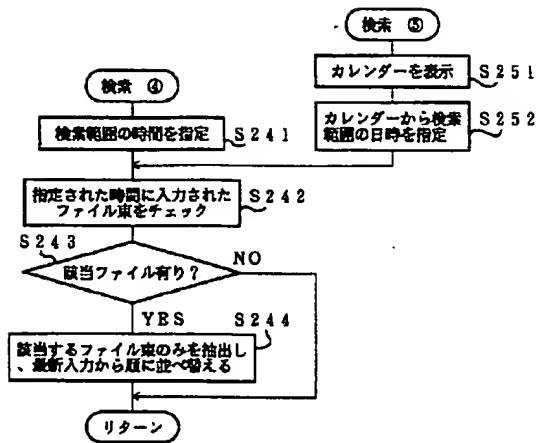 検索 ⑤
カレンダーを表示
S251
検索 ④
検索範囲の時間を指定
S241
カレンダーから検索
範囲の日時を指定
S252
指定された時間に入力された
ファイル束をチェック
S242
S243
該当ファイル有り?
NO
YES
S244
該当するファイル束のみを抽出し
、最新入力から順に並べ替える
リターン